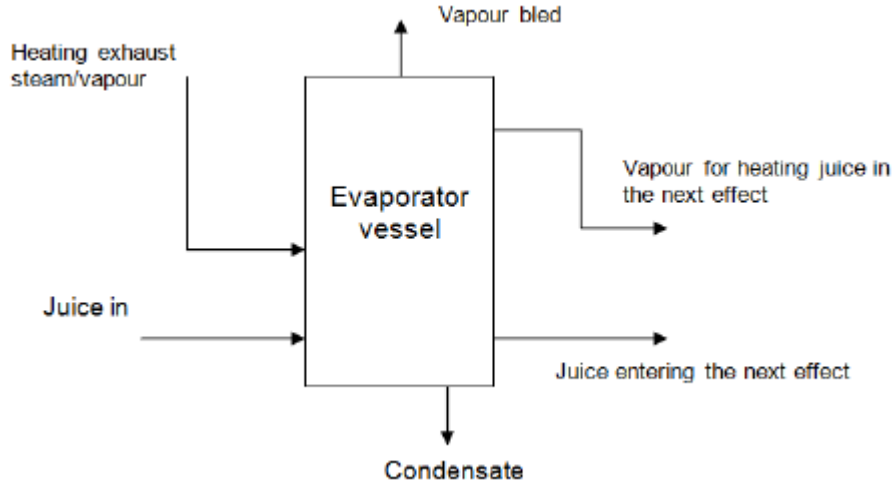 Vapour bled
Heating exhaust
steam/vapour
Vapour for heating juice in
the next effect
Evaporator
vessel
Juice in
Juice entering the next effect
Condensate